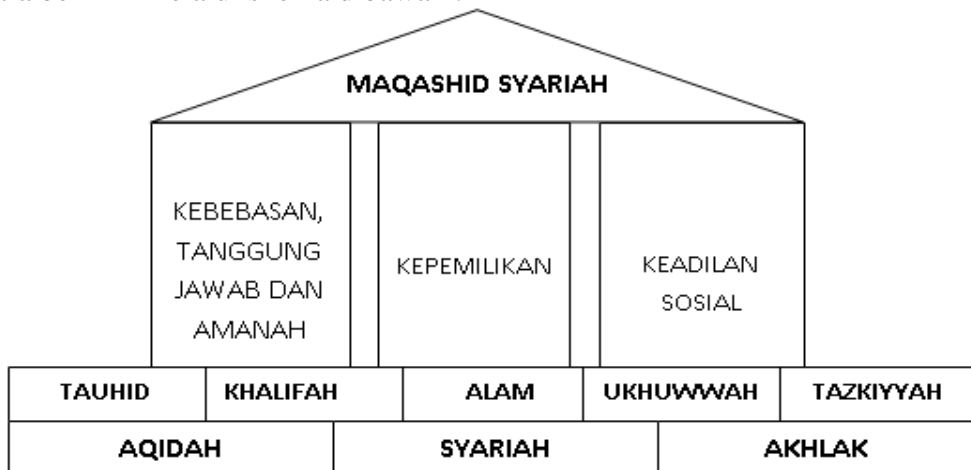 MAQASHID SYARIAH
KEBEBASAN,
TANGGUNG
JAWAB DAN
AMANAH
KEPEMILIKAN
KEADILAN
SOSIAL
TAUHID KHALIFAH ALAM UKHUWWAH TAZKIYYAH
AQIDAH SYARIAH AKHLAK